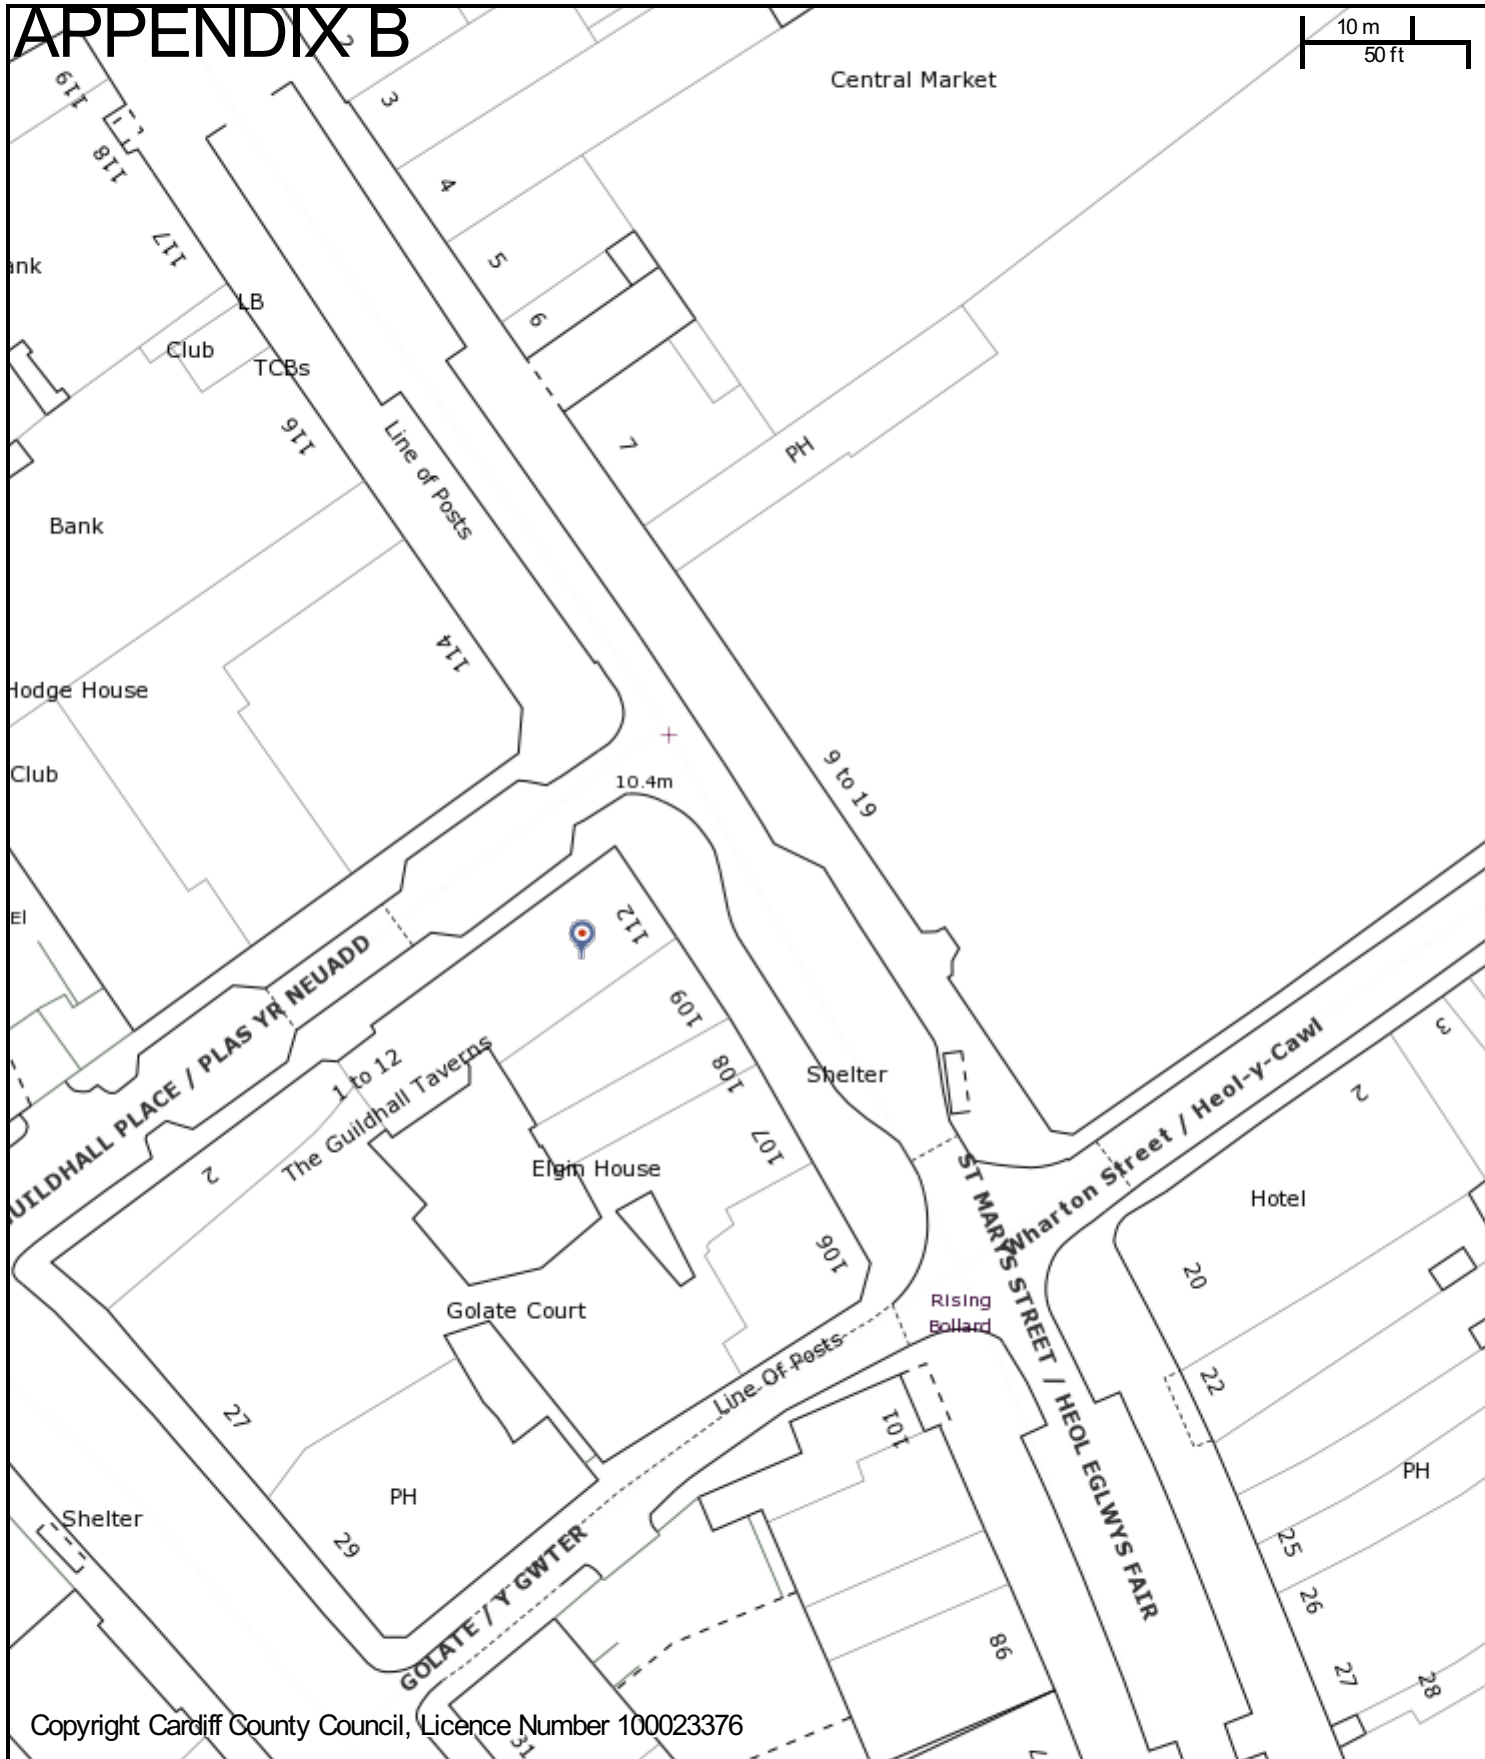 APPENDIX B
10 m
50 ft
Central Market
2
3
119
118
4
117
5
ank
LB
6
Club
TCBs
116
Line of Posts
7
PH
Bank
114
Hodge House
Club
9 to 19
10.4m
El
112
GUILDHALL PLACE / PLAS YR NEUADD
109
1 to 12
The Guildhall Taverns
108
Shelter
3
2
Wharton Street / Heol-y-Cawl
107
Elgin House
2
ST MARYS STREET / HEOL EGLWYS FAIR
Hotel
106
20
Golate Court
Rising
Bollard
Line Of Posts
22
27
101
PH
PH
29
Shelter
25
GOLATE / Y GWTER
26
86
27
28
31
Copyright Cardiff County Council, Licence Number 100023376